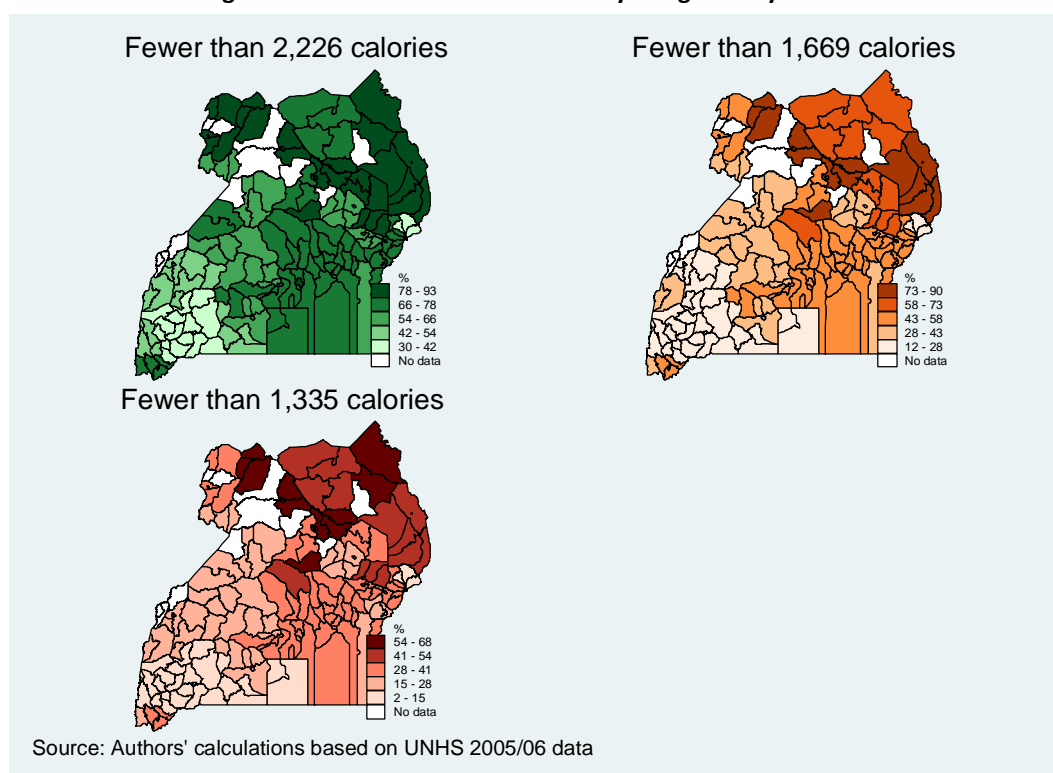 Fewer than 2,226 calories
%
78 - 93
66 - 78
54 - 66
42 - 54
30 - 42
No data
Fewer than 1,669 calories
%
73 - 90
58 - 73
43 - 58
28 - 43
12 - 28
No data
Fewer than 1,335 calories
%
54 - 68
41 - 54
28 - 41
15 - 28
2 - 15
No data
Source: Authors' calculations based on UNHS 2005/06 data